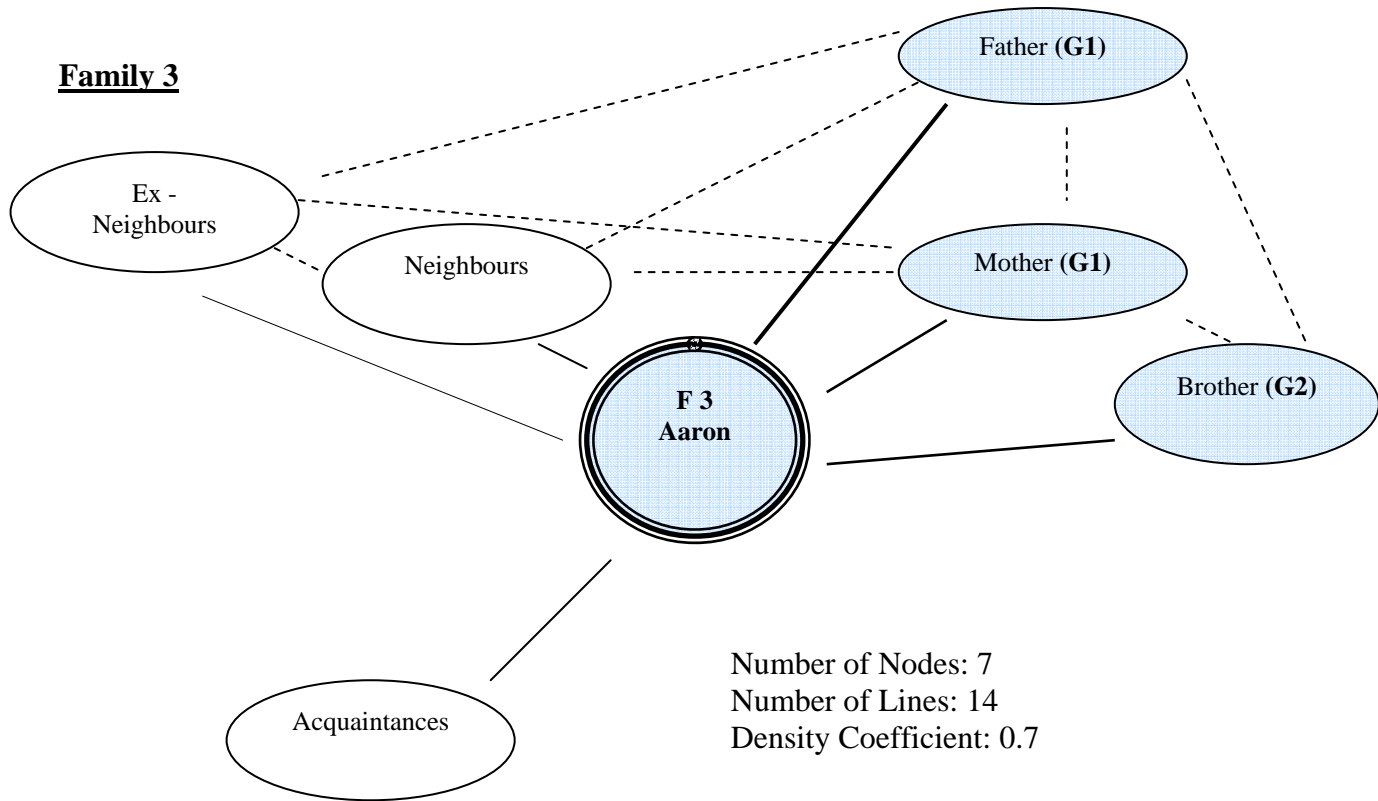 Family 3
Father (G1)
Ex -
Neighbours
Neighbours
Mother (G1)
Brother (G2)
F 3
Aaron
Acquaintances
Number of Nodes: 7
Number of Lines: 14
Density Coefficient: 0.7